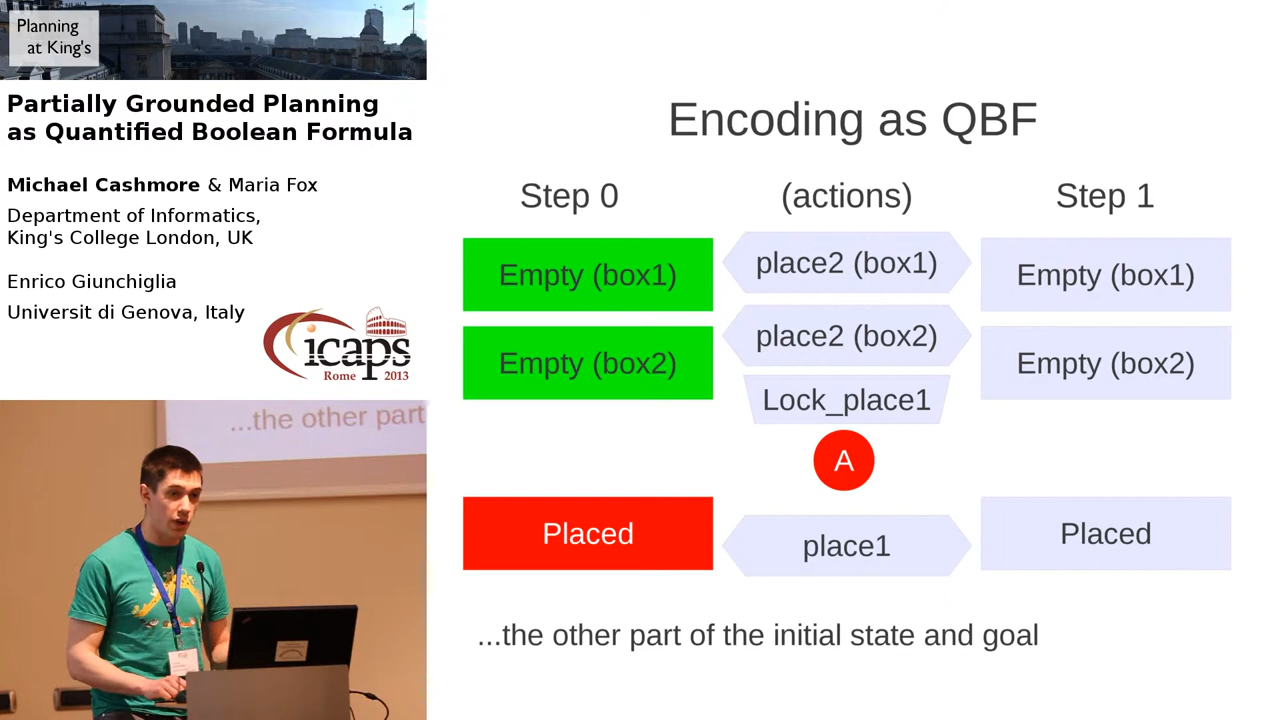 Planning
at King's
Partially Grounded Planning
as Quantified Boolean Formula
Michael Cashmore & Maria Fox
Department of Informatics,
King's College London, UK
Enrico Giunchiglia
Universit di Genova, Italy
icaps
Rome 2013
...the other part
Encoding as QBF
Step 0 (actions) Step 1
Empty (box1) place2 (box1) Empty (box1)
Empty (box2) place2 (box2) Empty (box2)
Lock_place1
A
Placed place1 Placed
...the other part of the initial state and goal